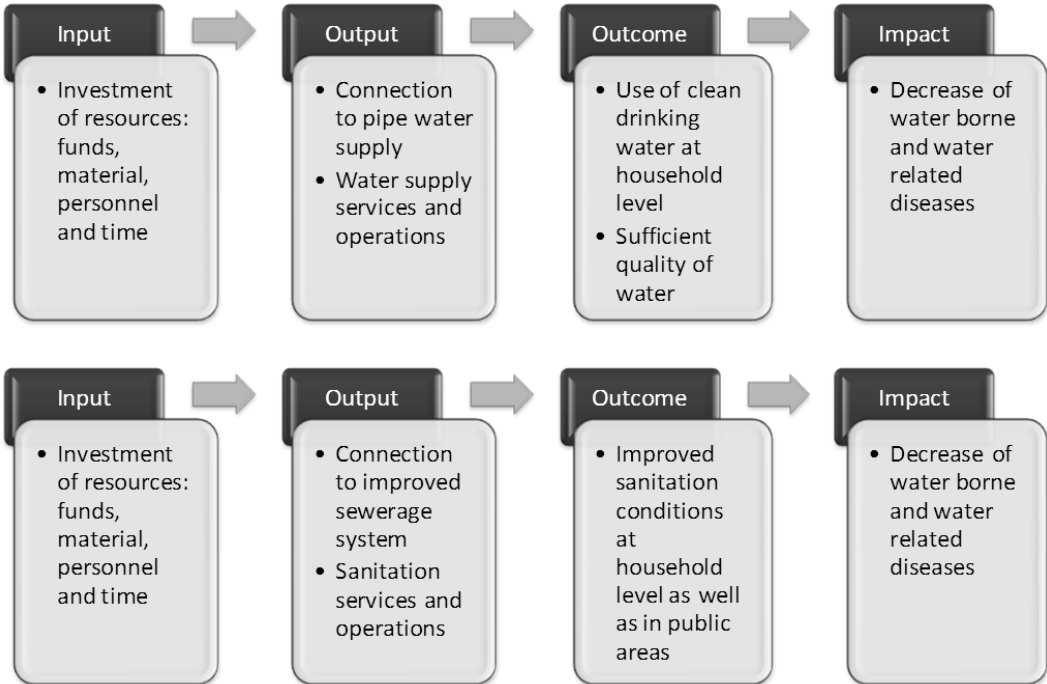 Input
Output
Outcome
Impact
• Investment
of resources:
funds,
material,
personnel
and time
• Connection
to pipe water
supply
• Water supply
services and
operations
• Use of clean
drinking
water at
household
level
• Sufficient
quality of
water
• Decrease of
water borne
and water
related
diseases
Input
Output
Outcome
Impact
• Investment
of resources:
funds,
material,
personnel
and time
• Connection
to improved
sewerage
system
• Sanitation
services and
operations
• Improved
sanitation
conditions
at
household
level as well
as in public
areas
• Decrease of
water borne
and water
related
diseases